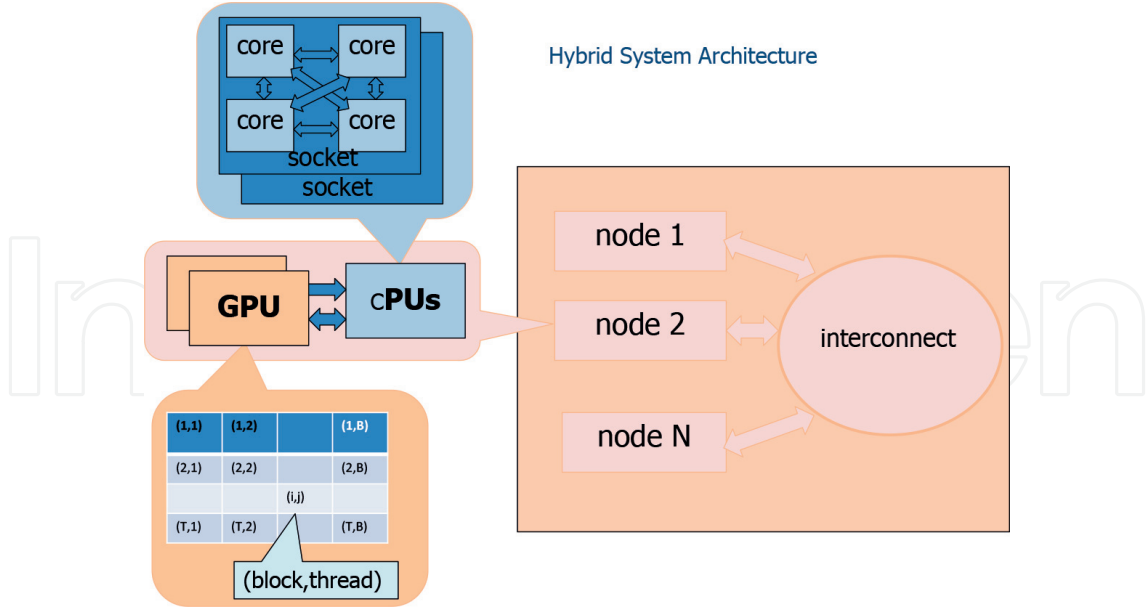 Hybrid System Architecture
core core
core core
socket
socket
GPU
cPUs
node 1
node 2
node N
interconnect
(1,1) (1,2) (1,B)
(2,1) (2,2) (2,B)
(i,j)
(T,1) (T,2) (T,B)
(block,thread)